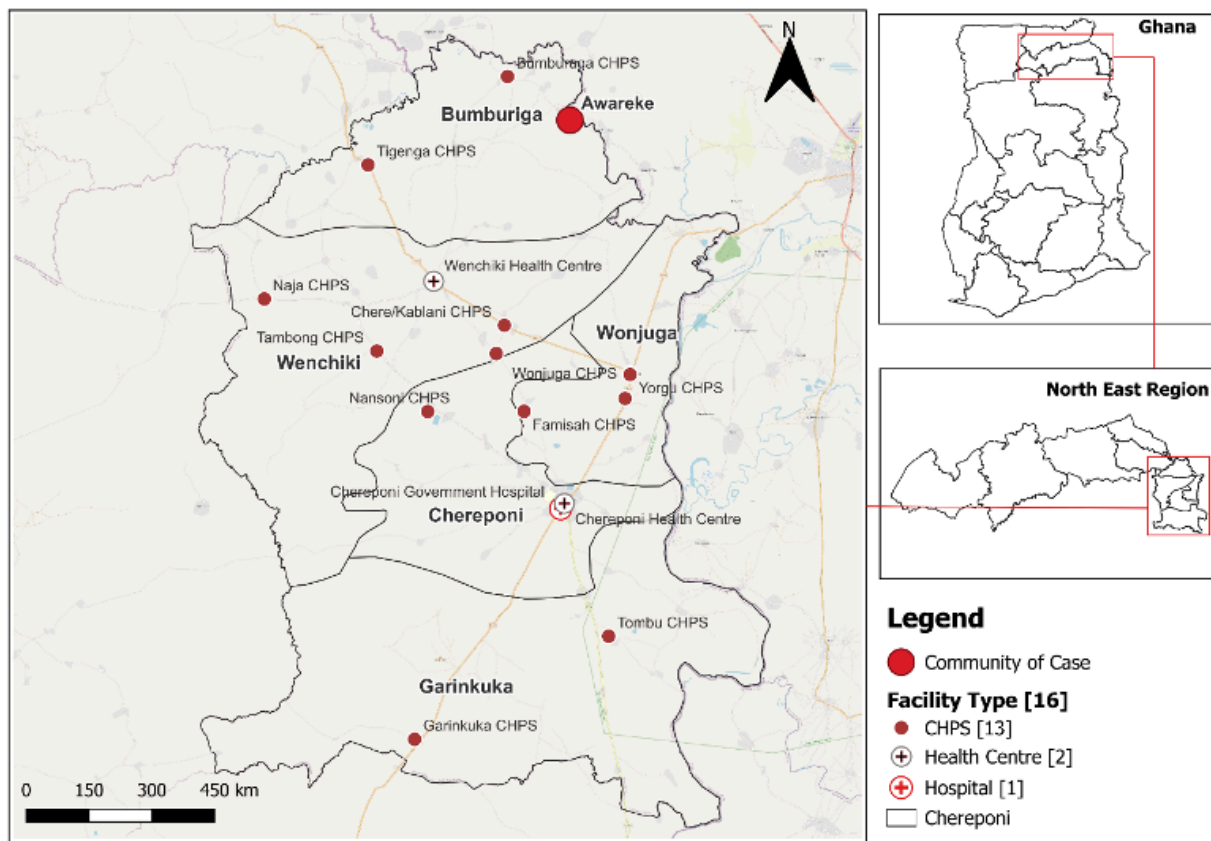 N
Bumburaga CHPS
Awareke
Bumburiga
Tigenga CHPS
Wenchiki Health Centre
Naja CHPS
Chere/Kablani CHPS
Wonjuga
Tambong CHPS
Wenchiki
Wonjuga CHPS
Yorgu CHPS
Nansoni CHPS
Famisah CHPS
Chereponi Government Hospital
Chereponi
Chereponi Health Centre
Tombu CHPS
Garinkuka
Garinkuka CHPS
0 150 300 450 km
Ghana
North East Region
Legend
Community of Case
Facility Type [16]
CHPS [13]
Health Centre [2]
Hospital [1]
Chereponi